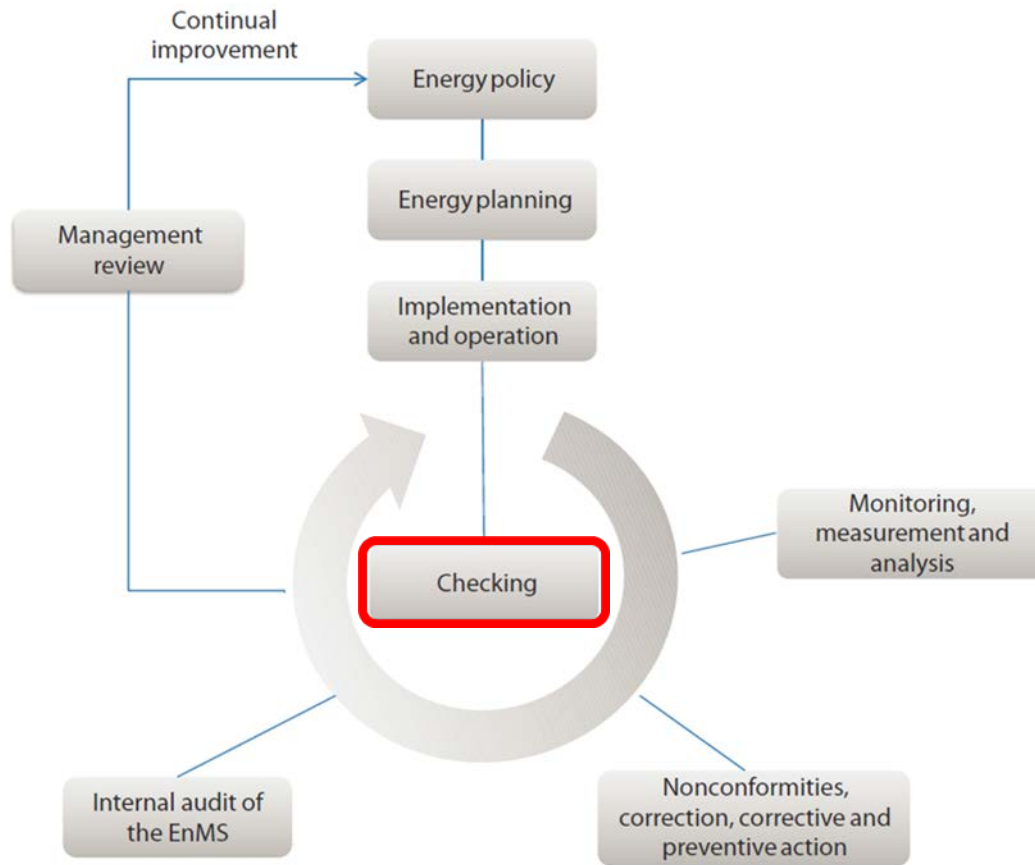 Continual
improvement
Energy policy
Energy planning
Management
review
Implementation
and operation
Monitoring,
measurement and
analysis
Checking
Internal audit of
the EnMS
Nonconformities,
correction, corrective and
preventive action